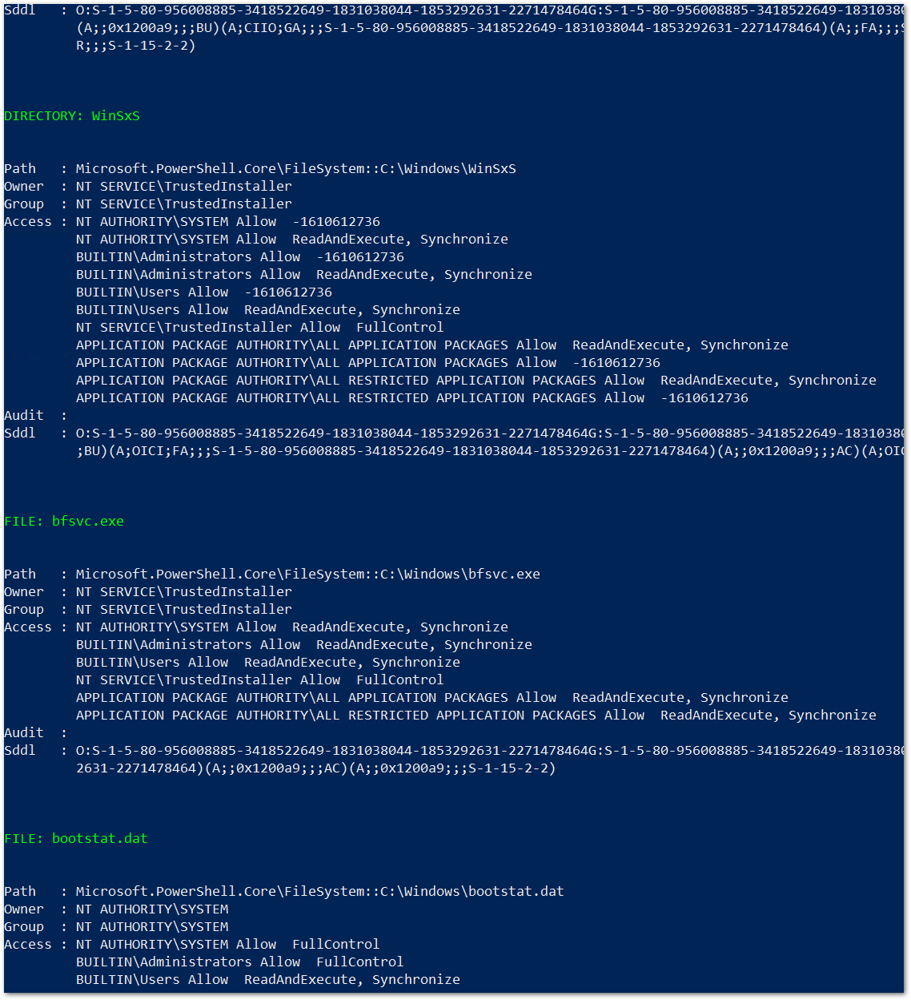 Sddl   : O:S-1-5-80-956008885-3418522649-1831038044-1853292631-2271478464G:S-1-5-80-956008885-3418522649-1831038
         (A;;0x1200a9;;;BU)(A;CIIO;GA;;;S-1-5-80-956008885-3418522649-1831038044-1853292631-2271478464)(A;;FA;;;S
         R;;;S-1-15-2-2)
DIRECTORY: WinSxS
Path   : Microsoft.PowerShell.Core\FileSystem::C:\Windows\WinSxS
Owner  : NT SERVICE\TrustedInstaller
Group  : NT SERVICE\TrustedInstaller
Access : NT AUTHORITY\SYSTEM Allow  -1610612736
         NT AUTHORITY\SYSTEM Allow  ReadAndExecute, Synchronize
         BUILTIN\Administrators Allow  -1610612736
         BUILTIN\Administrators Allow  ReadAndExecute, Synchronize
         BUILTIN\Users Allow  -1610612736
         BUILTIN\Users Allow  ReadAndExecute, Synchronize
         NT SERVICE\TrustedInstaller Allow  FullControl
         APPLICATION PACKAGE AUTHORITY\ALL APPLICATION PACKAGES Allow  ReadAndExecute, Synchronize
         APPLICATION PACKAGE AUTHORITY\ALL APPLICATION PACKAGES Allow  -1610612736
         APPLICATION PACKAGE AUTHORITY\ALL RESTRICTED APPLICATION PACKAGES Allow  ReadAndExecute, Synchronize
         APPLICATION PACKAGE AUTHORITY\ALL RESTRICTED APPLICATION PACKAGES Allow  -1610612736
Audit  :
Sddl   : O:S-1-5-80-956008885-3418522649-1831038044-1853292631-2271478464G:S-1-5-80-956008885-3418522649-1831038
         ;BU)(A;OICI;FA;;;S-1-5-80-956008885-3418522649-1831038044-1853292631-2271478464)(A;;0x1200a9;;;AC)(A;OIC
FILE: bfsvc.exe
Path   : Microsoft.PowerShell.Core\FileSystem::C:\Windows\bfsvc.exe
Owner  : NT SERVICE\TrustedInstaller
Group  : NT SERVICE\TrustedInstaller
Access : NT AUTHORITY\SYSTEM Allow  ReadAndExecute, Synchronize
         BUILTIN\Administrators Allow  ReadAndExecute, Synchronize
         BUILTIN\Users Allow  ReadAndExecute, Synchronize
         NT SERVICE\TrustedInstaller Allow  FullControl
         APPLICATION PACKAGE AUTHORITY\ALL APPLICATION PACKAGES Allow  ReadAndExecute, Synchronize
         APPLICATION PACKAGE AUTHORITY\ALL RESTRICTED APPLICATION PACKAGES Allow  ReadAndExecute, Synchronize
Audit  :
Sddl   : O:S-1-5-80-956008885-3418522649-1831038044-1853292631-2271478464G:S-1-5-80-956008885-3418522649-1831038
         2631-2271478464)(A;;0x1200a9;;;AC)(A;;0x1200a9;;;S-1-15-2-2)
FILE: bootstat.dat
Path   : Microsoft.PowerShell.Core\FileSystem::C:\Windows\bootstat.dat
Owner  : NT AUTHORITY\SYSTEM
Group  : NT AUTHORITY\SYSTEM
Access : NT AUTHORITY\SYSTEM Allow  FullControl
         BUILTIN\Administrators Allow  FullControl
         BUILTIN\Users Allow  ReadAndExecute, Synchronize